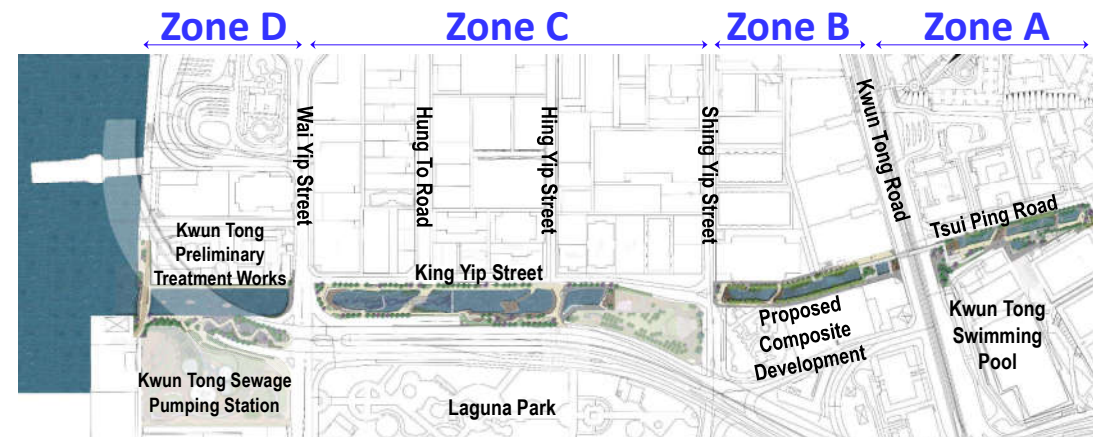 Zone D
Zone C
Zone B
Zone A
Wai Yip Street
Hung To Road
Hing Yip Street
Shing Yip Street
Kwun Tong Road
Tsui Ping Road
Kwun Tong
Preliminary
Treatment Works
King Yip Street
Proposed
Composite
Development
Kwun Tong
Swimming
Pool
Kwun Tong Sewage
Pumping Station
Laguna Park